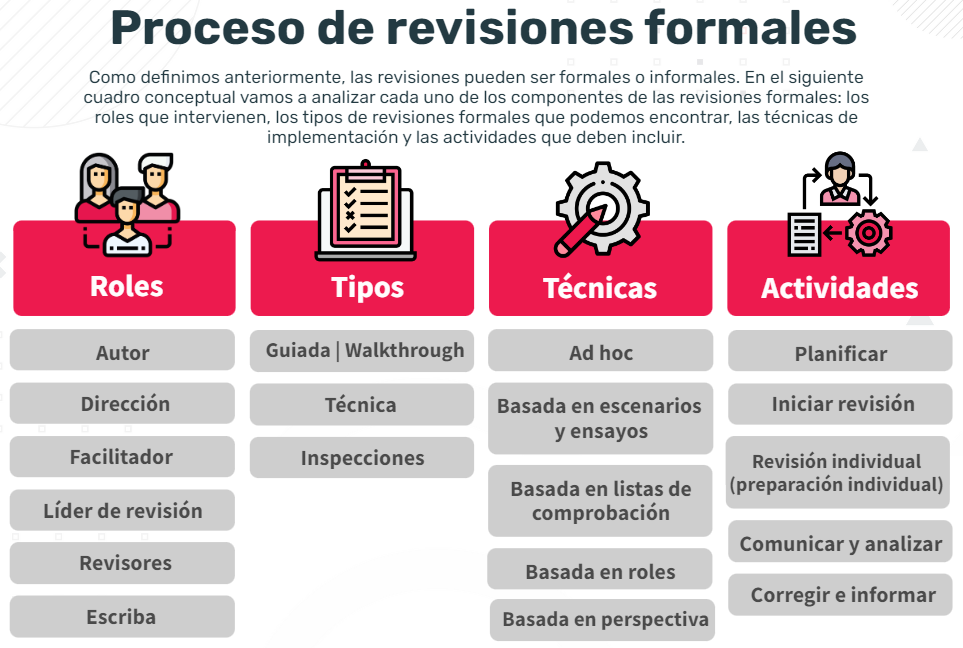 Proceso de revisiones formales
Como definimos anteriormente, las revisiones pueden ser formales o informales. En el siguiente
cuadro conceptual vamos a analizar cada uno de los componentes de las revisiones formales: los
roles que intervienen, los tipos de revisiones formales que podemos encontrar, las técnicas de
implementación y las actividades que deben incluir.
Roles
Autor
Dirección
Facilitador
Líder de revisión
Revisores
Escriba
Tipos
Guiada | Walkthrough
Técnica
Inspecciones
Técnicas
Ad hoc
Basada en escenarios
y ensayos
Basada en listas de
comprobación
Basada en roles
Basada en perspectiva
Actividades
Planificar
Iniciar revisión
Revisión individual
(preparación individual)
Comunicar y analizar
Corregir e informar